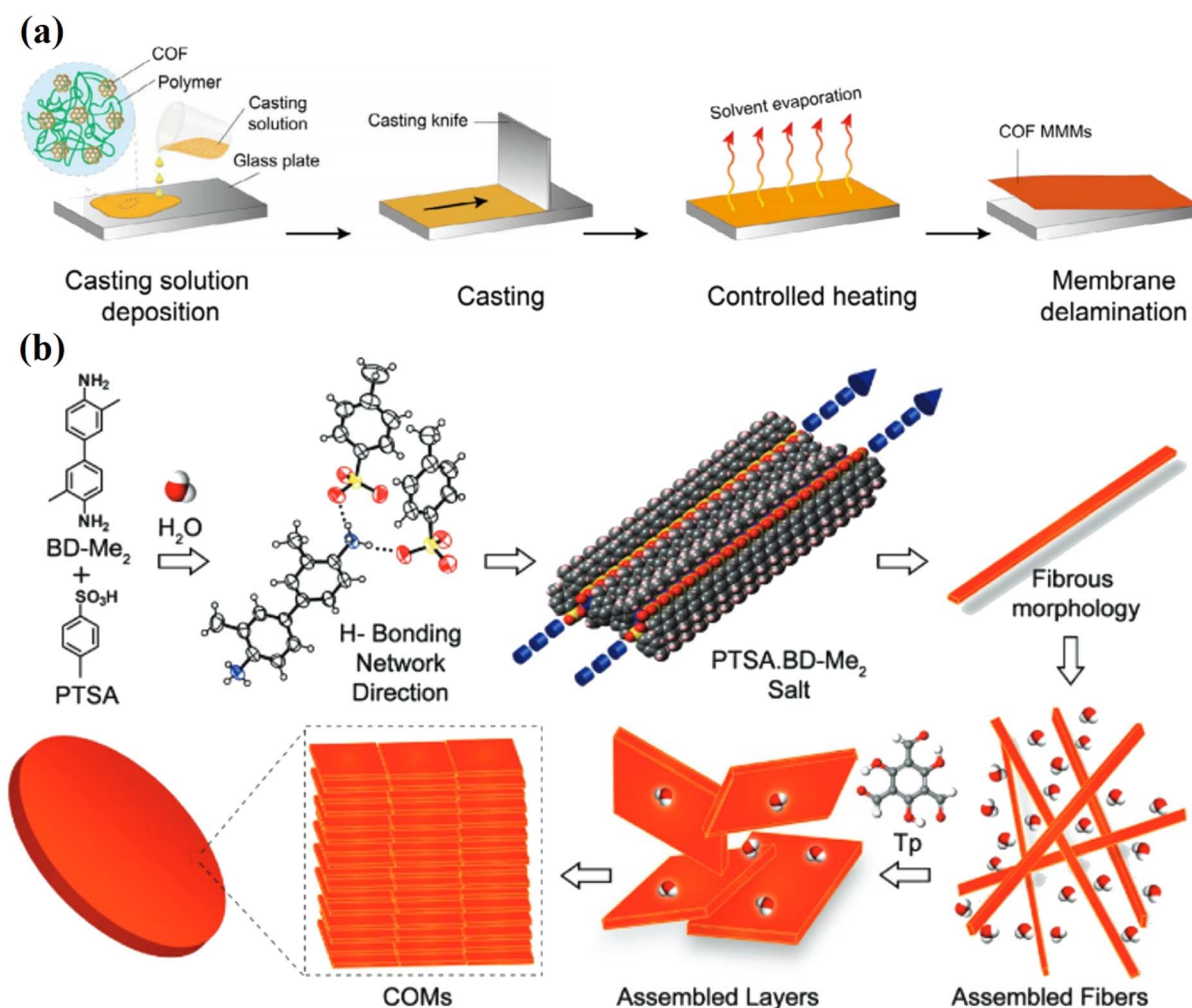 (a)
COF
Polymer
Casting
solution
Glass plate
Casting solution
deposition
Casting knife
Casting
Solvent evaporation
Controlled heating
COF MMMs
Membrane
delamination
(b)
NH₂
NH₂
BD-Me₂
+
SO₃H
PTSA
H₂O
H- Bonding
Network
Direction
PTSA.BD-Me₂
Salt
Fibrous
morphology
Tp
COMs
Assembled Layers
Assembled Fibers